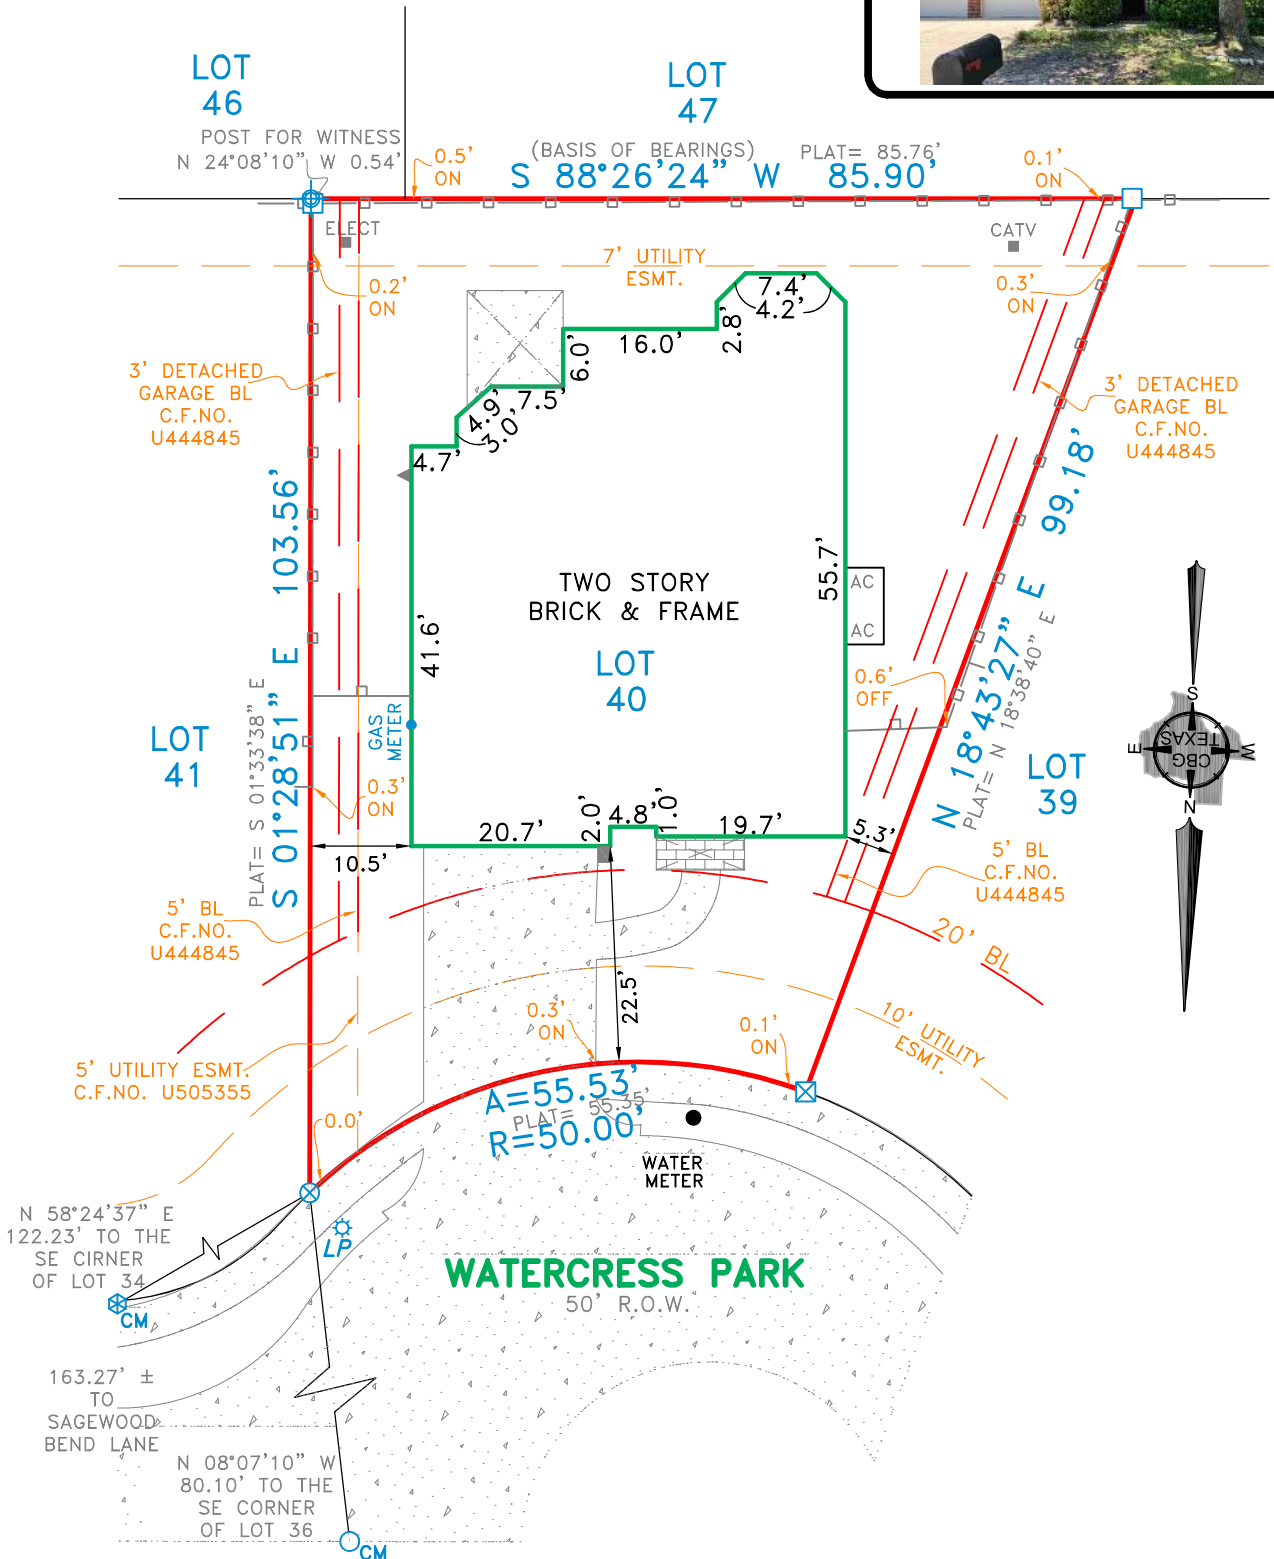 LOT
46
LOT
47
POST FOR WITNESS
N 24°08'10" W 0.54'
0.5'
ON
(BASIS OF BEARINGS)
PLAT= 85.76'
S 88°26'24" W 85.90'
0.1'
ON
ELECT
CATV
7' UTILITY
ESMT.
0.2'
ON
0.3'
ON
7.4'
4.2'
2.8'
16.0'
6.0'
7.5'
4.9'
3.0'
4.7'
3' DETACHED
GARAGE BL
C.F.NO.
U444845
3' DETACHED
GARAGE BL
C.F.NO.
U444845
S 01°28'51" E 103.56'
PLAT= S 01°33'38" E
N 18°43'27" E 99.18'
PLAT= N 18°38'40" E
TWO STORY
BRICK & FRAME
55.7'
AC
AC
41.6'
LOT
40
0.6'
OFF
GAS
METER
LOT
41
LOT
39
S
E
W
TEXAS
CBG
N
0.3'
ON
20.7'
2.0'
4.8'
1.0'
19.7'
5.3'
10.5'
5' BL
C.F.NO.
U444845
5' BL
C.F.NO.
U444845
20' BL
22.5'
0.3'
ON
0.1'
ON
10' UTILITY
ESMT.
5' UTILITY ESMT.
C.F.NO. U505355
A=55.53'
PLAT= 55.35'
R=50.00'
0.0'
WATER
METER
N 58°24'37" E
122.23' TO THE
SE CIRNER
OF LOT 34
LP
CM
WATERCRESS PARK
50' R.O.W.
163.27' ±
TO
SAGEWOOD
BEND LANE
N 08°07'10" W
80.10' TO THE
SE CORNER
OF LOT 36
CM